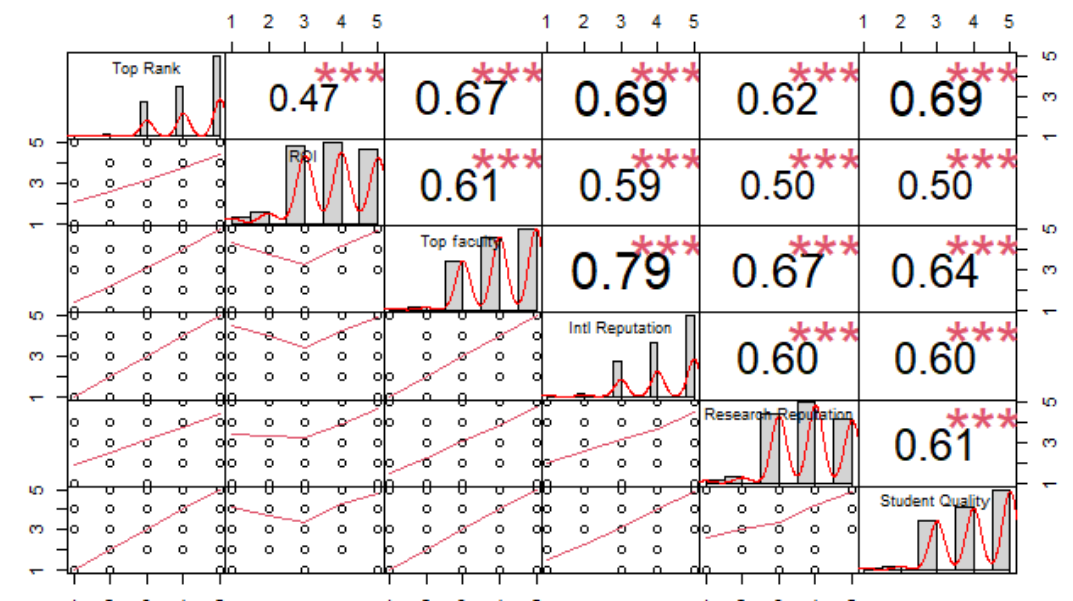 1 2 3 4 5 1 2 3 4 5 1 2 3 4 5
Top Rank 0.47 *** 0.67 *** 0.69 *** 0.62 *** 0.69 *** 5 3 1
5 3 1 ROI 0.61 *** 0.59 *** 0.50 *** 0.50 ***
Top faculty 0.79 *** 0.67 *** 0.64 *** 5 3 1
5 3 1 Intl Reputation 0.60 *** 0.60 ***
Research Reputation 0.61 *** 5 3 1
5 3 1 Student Quality